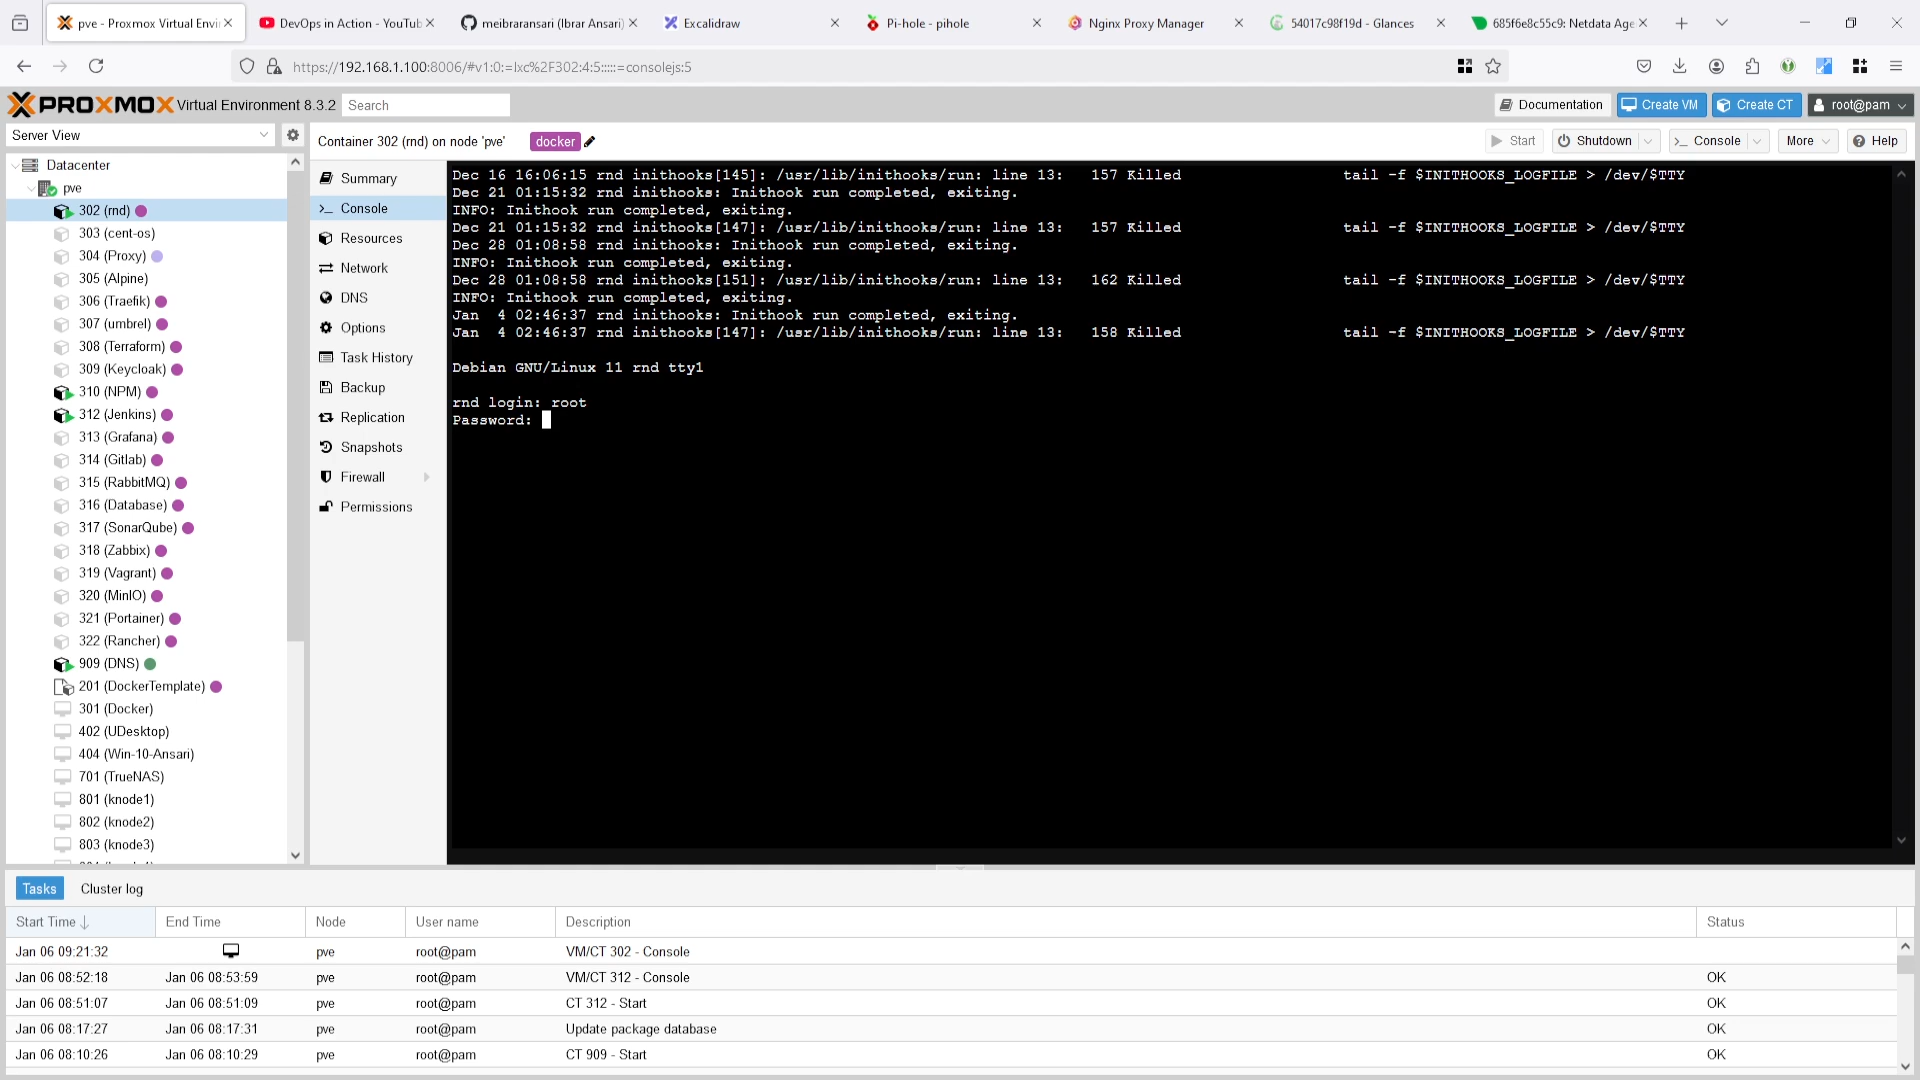 pve - Proxmox Virtual Envir
DevOps in Action - YouTub
meibraransari (Ibrar Ansari)
Excalidraw
Pi-hole - pihole
Nginx Proxy Manager
54017c98f19d - Glances
685f6e8c55c9: Netdata Age
https://192.168.1.100:8006/#v1:0:=lxc%2F302:4:5:::::=consolejs:5
PROXMOX Virtual Environment 8.3.2
Search
Documentation
Create VM
Create CT
root@pam
Server View
Container 302 (rnd) on node 'pve'
docker
Start
Shutdown
Console
More
Help
Datacenter
pve
302 (rnd)
303 (cent-os)
304 (Proxy)
305 (Alpine)
306 (Traefik)
307 (umbrel)
308 (Terraform)
309 (Keycloak)
310 (NPM)
312 (Jenkins)
313 (Grafana)
314 (Gitlab)
315 (RabbitMQ)
316 (Database)
317 (SonarQube)
318 (Zabbix)
319 (Vagrant)
320 (MinIO)
321 (Portainer)
322 (Rancher)
909 (DNS)
201 (DockerTemplate)
301 (Docker)
402 (UDesktop)
404 (Win-10-Ansari)
701 (TrueNAS)
801 (knode1)
802 (knode2)
803 (knode3)
Summary
Console
Resources
Network
DNS
Options
Task History
Backup
Replication
Snapshots
Firewall
Permissions
Dec 16 16:06:15 rnd inithooks[145]: /usr/lib/inithooks/run: line 13:   157 Killed                  tail -f $INITHOOKS_LOGFILE > /dev/$TTY
Dec 21 01:15:32 rnd inithooks: Inithook run completed, exiting.
INFO: Inithook run completed, exiting.
Dec 21 01:15:32 rnd inithooks[147]: /usr/lib/inithooks/run: line 13:   157 Killed                  tail -f $INITHOOKS_LOGFILE > /dev/$TTY
Dec 28 01:08:58 rnd inithooks: Inithook run completed, exiting.
INFO: Inithook run completed, exiting.
Dec 28 01:08:58 rnd inithooks[151]: /usr/lib/inithooks/run: line 13:   162 Killed                  tail -f $INITHOOKS_LOGFILE > /dev/$TTY
INFO: Inithook run completed, exiting.
Jan  4 02:46:37 rnd inithooks: Inithook run completed, exiting.
Jan  4 02:46:37 rnd inithooks[147]: /usr/lib/inithooks/run: line 13:   158 Killed                  tail -f $INITHOOKS_LOGFILE > /dev/$TTY
Debian GNU/Linux 11 rnd tty1
rnd login: root
Password:
Tasks
Cluster log
Start Time End Time Node User name Description Status
Jan 06 09:21:32 pve root@pam VM/CT 302 - Console
Jan 06 08:52:18 Jan 06 08:53:59 pve root@pam VM/CT 312 - Console OK
Jan 06 08:51:07 Jan 06 08:51:09 pve root@pam CT 312 - Start OK
Jan 06 08:17:27 Jan 06 08:17:31 pve root@pam Update package database OK
Jan 06 08:10:26 Jan 06 08:10:29 pve root@pam CT 909 - Start OK